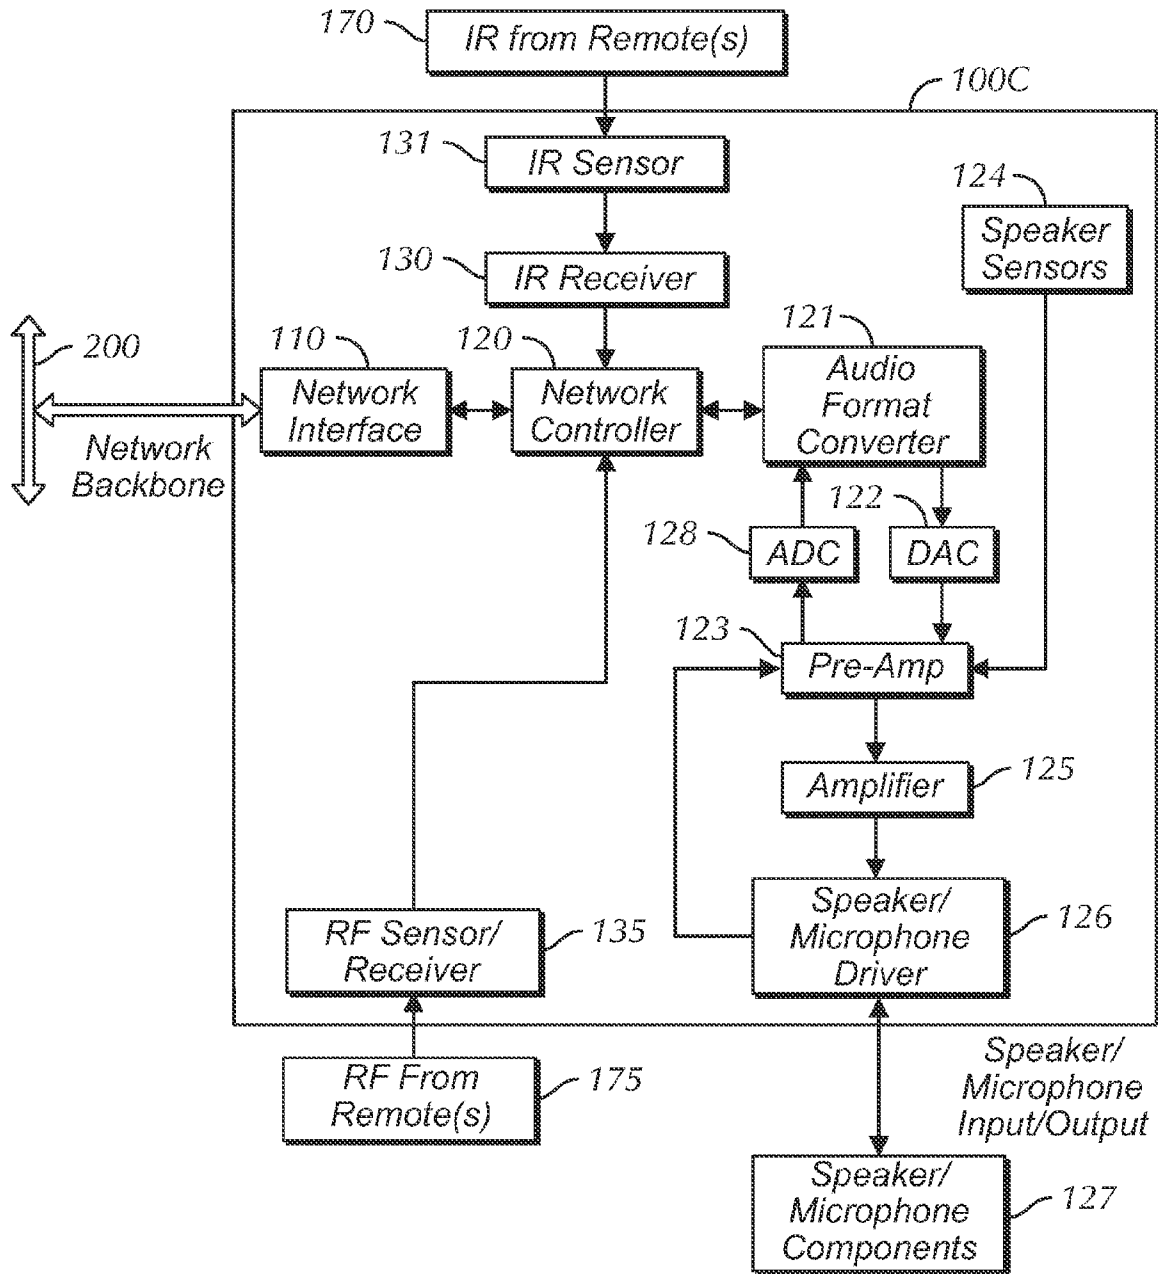 170
IR from Remote(s)
100C
131
IR Sensor
124
Speaker
Sensors
130
IR Receiver
200
110
120
121
Network
Interface
Network
Controller
Audio
Format
Converter
Network
Backbone
128
ADC
122
DAC
123
Pre-Amp
Amplifier
125
RF Sensor/
Receiver
135
Speaker/
Microphone
Driver
126
RF From
Remote(s)
175
Speaker/
Microphone
Input/Output
Speaker/
Microphone
Components
127